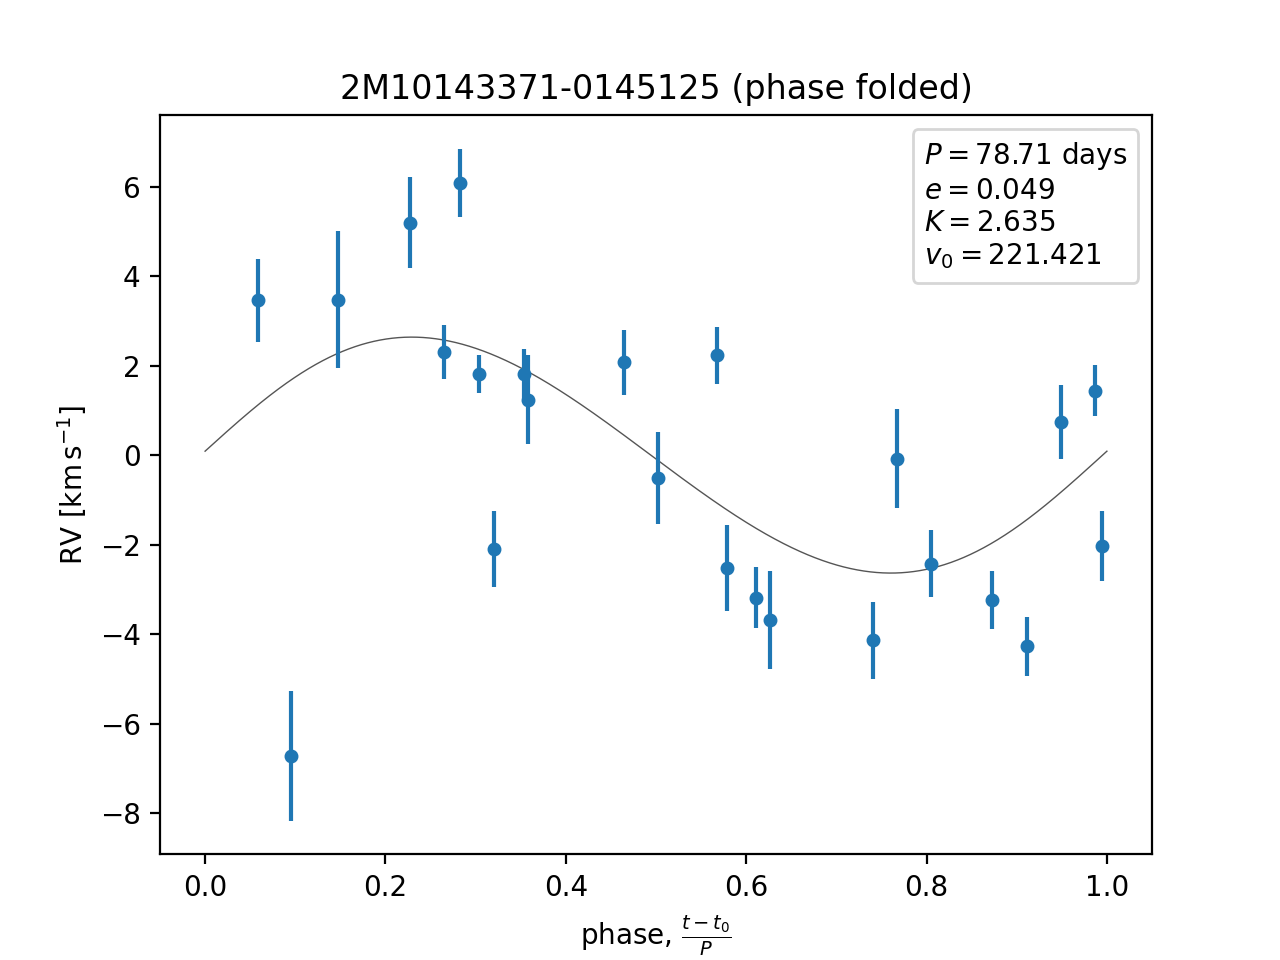 2M10143371-0145125 (phase folded)
P = 78.71 days
e = 0.049
K = 2.635
v₀ = 221.421
6
4
2
0
−2
−4
−6
−8
RV [km s⁻¹]
0.0 0.2 0.4 0.6 0.8 1.0
phase, (t − t₀)/P